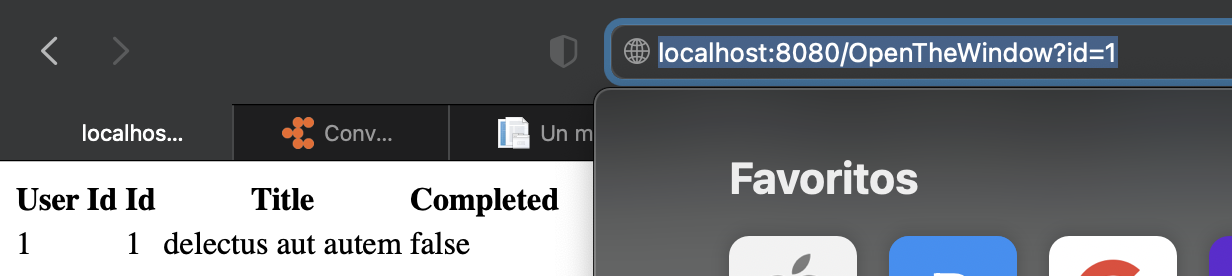 localhost:8080/OpenTheWindow?id=1
localhos...
Conv...
Un m
Favoritos
User Id Id Title Completed
1 1 delectus aut autem false